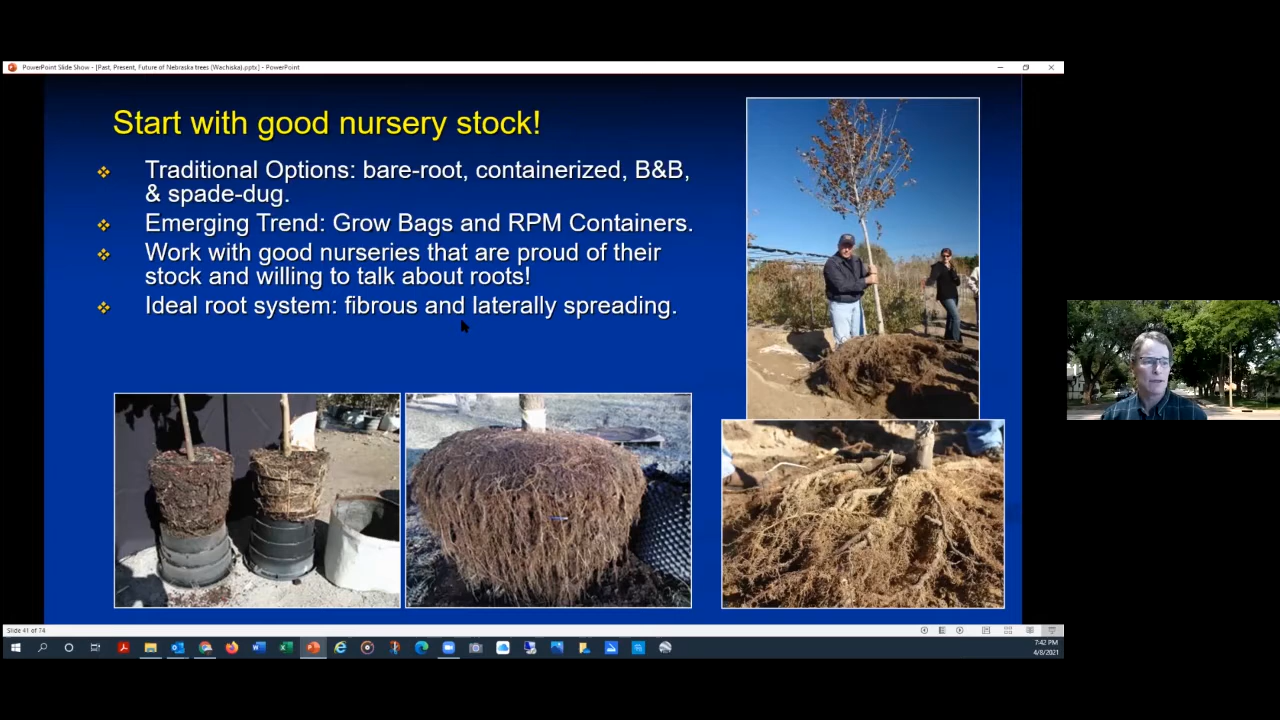 PowerPoint Slide Show - [Past, Present, Future of Nebraska trees (Wachiska).pptx] - PowerPoint
Start with good nursery stock!
Traditional Options: bare-root, containerized, B&B,
& spade-dug.
Emerging Trend: Grow Bags and RPM Containers.
Work with good nurseries that are proud of their
stock and willing to talk about roots!
Ideal root system: fibrous and laterally spreading.
Slide 41 of 74
7:42 PM
4/8/2021